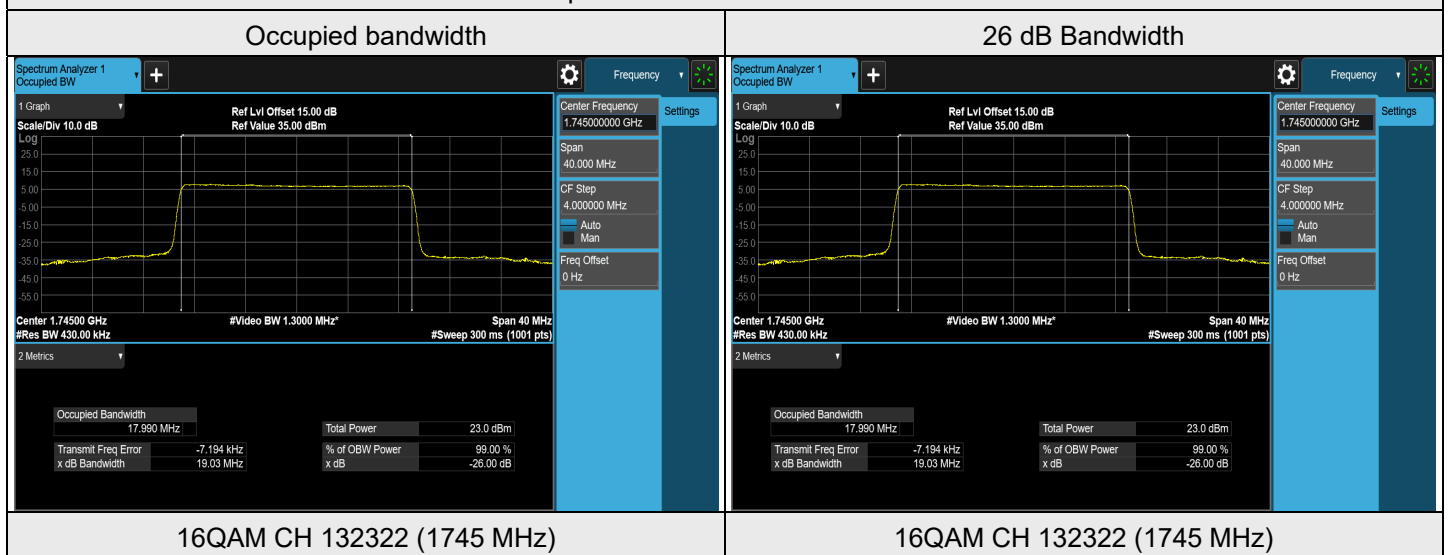 Occupied bandwidth
26 dB Bandwidth
Spectrum Analyzer 1
Occupied BW
+
Frequency
1 Graph
Scale/Div 10.0 dB
Ref Lvl Offset 15.00 dB
Ref Value 35.00 dBm
Log
25.0
15.0
5.00
-5.00
-15.0
-25.0
-35.0
-45.0
-55.0
Center 1.74500 GHz
#Res BW 430.00 kHz
#Video BW 1.3000 MHz*
Span 40 MHz
#Sweep 300 ms (1001 pts)
Center Frequency
1.745000000 GHz
Settings
Span
40.000 MHz
CF Step
4.000000 MHz
Auto
Man
Freq Offset
0 Hz
2 Metrics
Occupied Bandwidth
17.990 MHz
Total Power 23.0 dBm
Transmit Freq Error -7.194 kHz
% of OBW Power 99.00 %
x dB Bandwidth 19.03 MHz
x dB -26.00 dB
Spectrum Analyzer 1
Occupied BW
+
Frequency
1 Graph
Scale/Div 10.0 dB
Ref Lvl Offset 15.00 dB
Ref Value 35.00 dBm
Log
25.0
15.0
5.00
-5.00
-15.0
-25.0
-35.0
-45.0
-55.0
Center 1.74500 GHz
#Res BW 430.00 kHz
#Video BW 1.3000 MHz*
Span 40 MHz
#Sweep 300 ms (1001 pts)
Center Frequency
1.745000000 GHz
Settings
Span
40.000 MHz
CF Step
4.000000 MHz
Auto
Man
Freq Offset
0 Hz
2 Metrics
Occupied Bandwidth
17.990 MHz
Total Power 23.0 dBm
Transmit Freq Error -7.194 kHz
% of OBW Power 99.00 %
x dB Bandwidth 19.03 MHz
x dB -26.00 dB
16QAM CH 132322 (1745 MHz)
16QAM CH 132322 (1745 MHz)